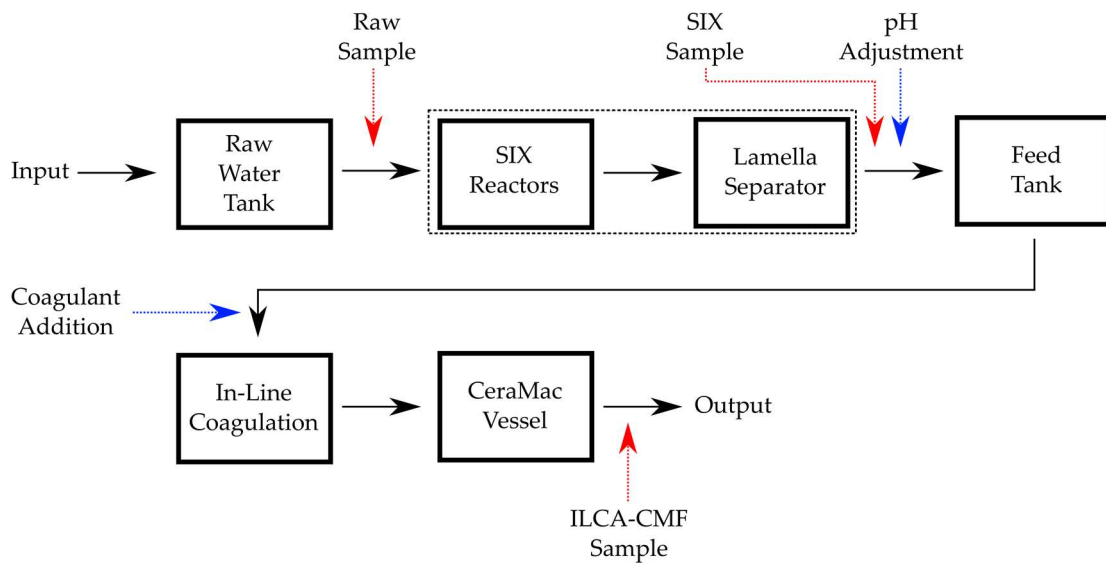 Raw
Sample
SIX
Sample
pH
Adjustment
Input
Raw
Water
Tank
SIX
Reactors
Lamella
Separator
Feed
Tank
Coagulant
Addition
In-Line
Coagulation
CeraMac
Vessel
Output
ILCA-CMF
Sample